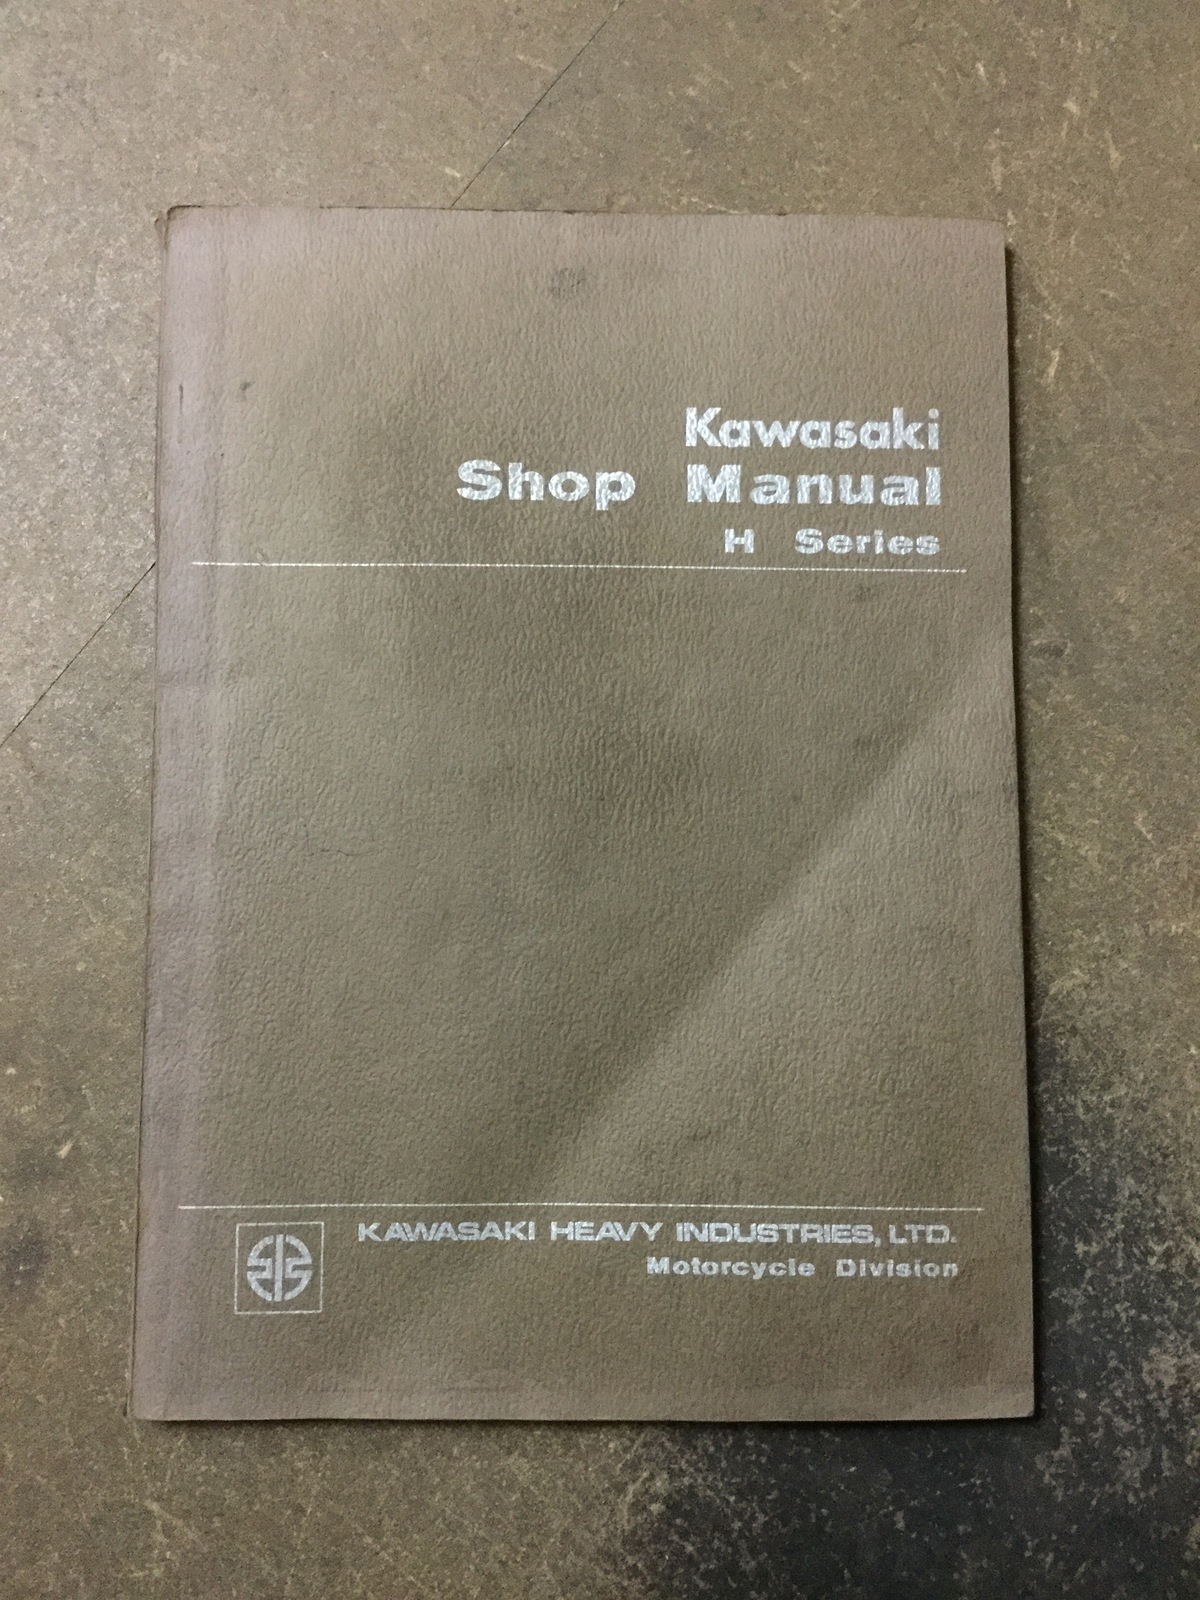 Kawasaki
Shop Manual
H Series
KAWASAKI HEAVY INDUSTRIES, LTD.
Motorcycle Division